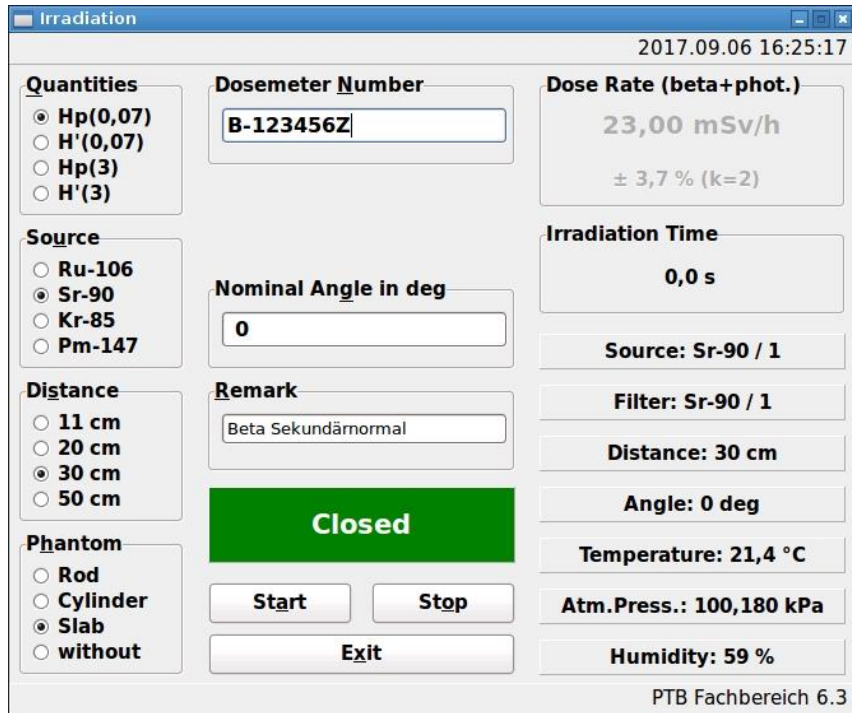 Irradiation
2017.09.06 16:25:17
Quantities
Hp(0,07)
H'(0,07)
Hp(3)
H'(3)
Source
Ru-106
Sr-90
Kr-85
Pm-147
Distance
11 cm
20 cm
30 cm
50 cm
Phantom
Rod
Cylinder
Slab
without
Dosemeter Number
B-123456Z
Nominal Angle in deg
0
Remark
Beta Sekundärnormal
Closed
Start
Stop
Exit
Dose Rate (beta+phot.)
23,00 mSv/h
± 3,7 % (k=2)
Irradiation Time
0,0 s
Source: Sr-90 / 1
Filter: Sr-90 / 1
Distance: 30 cm
Angle: 0 deg
Temperature: 21,4 °C
Atm.Press.: 100,180 kPa
Humidity: 59 %
PTB Fachbereich 6.3